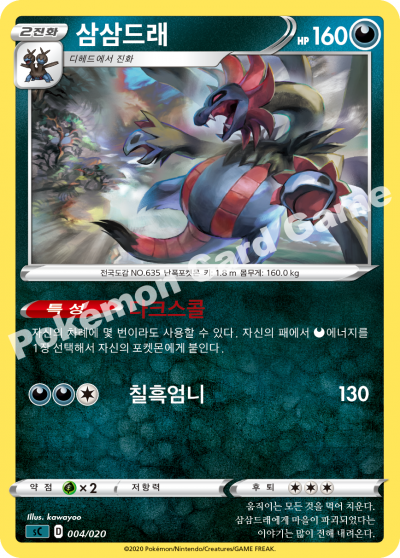 2진화
삼삼드래
HP 160
디헤드에서 진화
전국도감 NO.635 난폭포켓몬 키: 1.8 m 몸무게: 160.0 kg
특성 다크스콜
자신의 차례에 몇 번이라도 사용할 수 있다. 자신의 패에서 에너지를
1장 선택해서 자신의 포켓몬에게 붙인다.
칠흑엄니 130
약점 ×2 저항력 후퇴
Illus. kawayoo
sC D 004/020
움직이는 모든 것을 먹어 치운다.
삼삼드래에게 마을이 파괴되었다는
이야기는 많이 전해 내려온다.
©2020 Pokémon/Nintendo/Creatures/GAME FREAK.
Pokémon Card Game